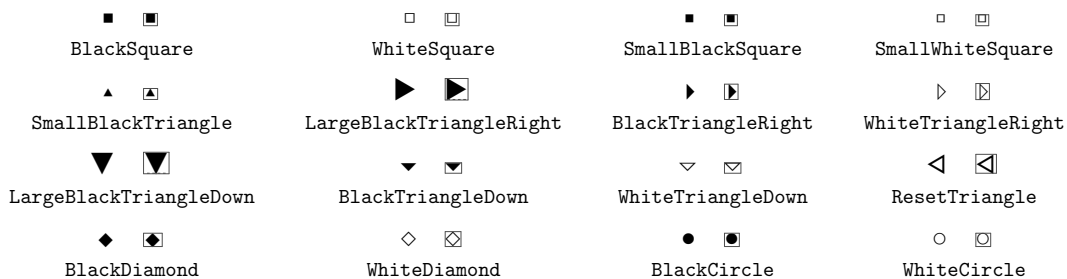 BlackSquare WhiteSquare SmallBlackSquare SmallWhiteSquare
SmallBlackTriangle LargeBlackTriangleRight BlackTriangleRight WhiteTriangleRight
LargeBlackTriangleDown BlackTriangleDown WhiteTriangleDown ResetTriangle
BlackDiamond WhiteDiamond BlackCircle WhiteCircle